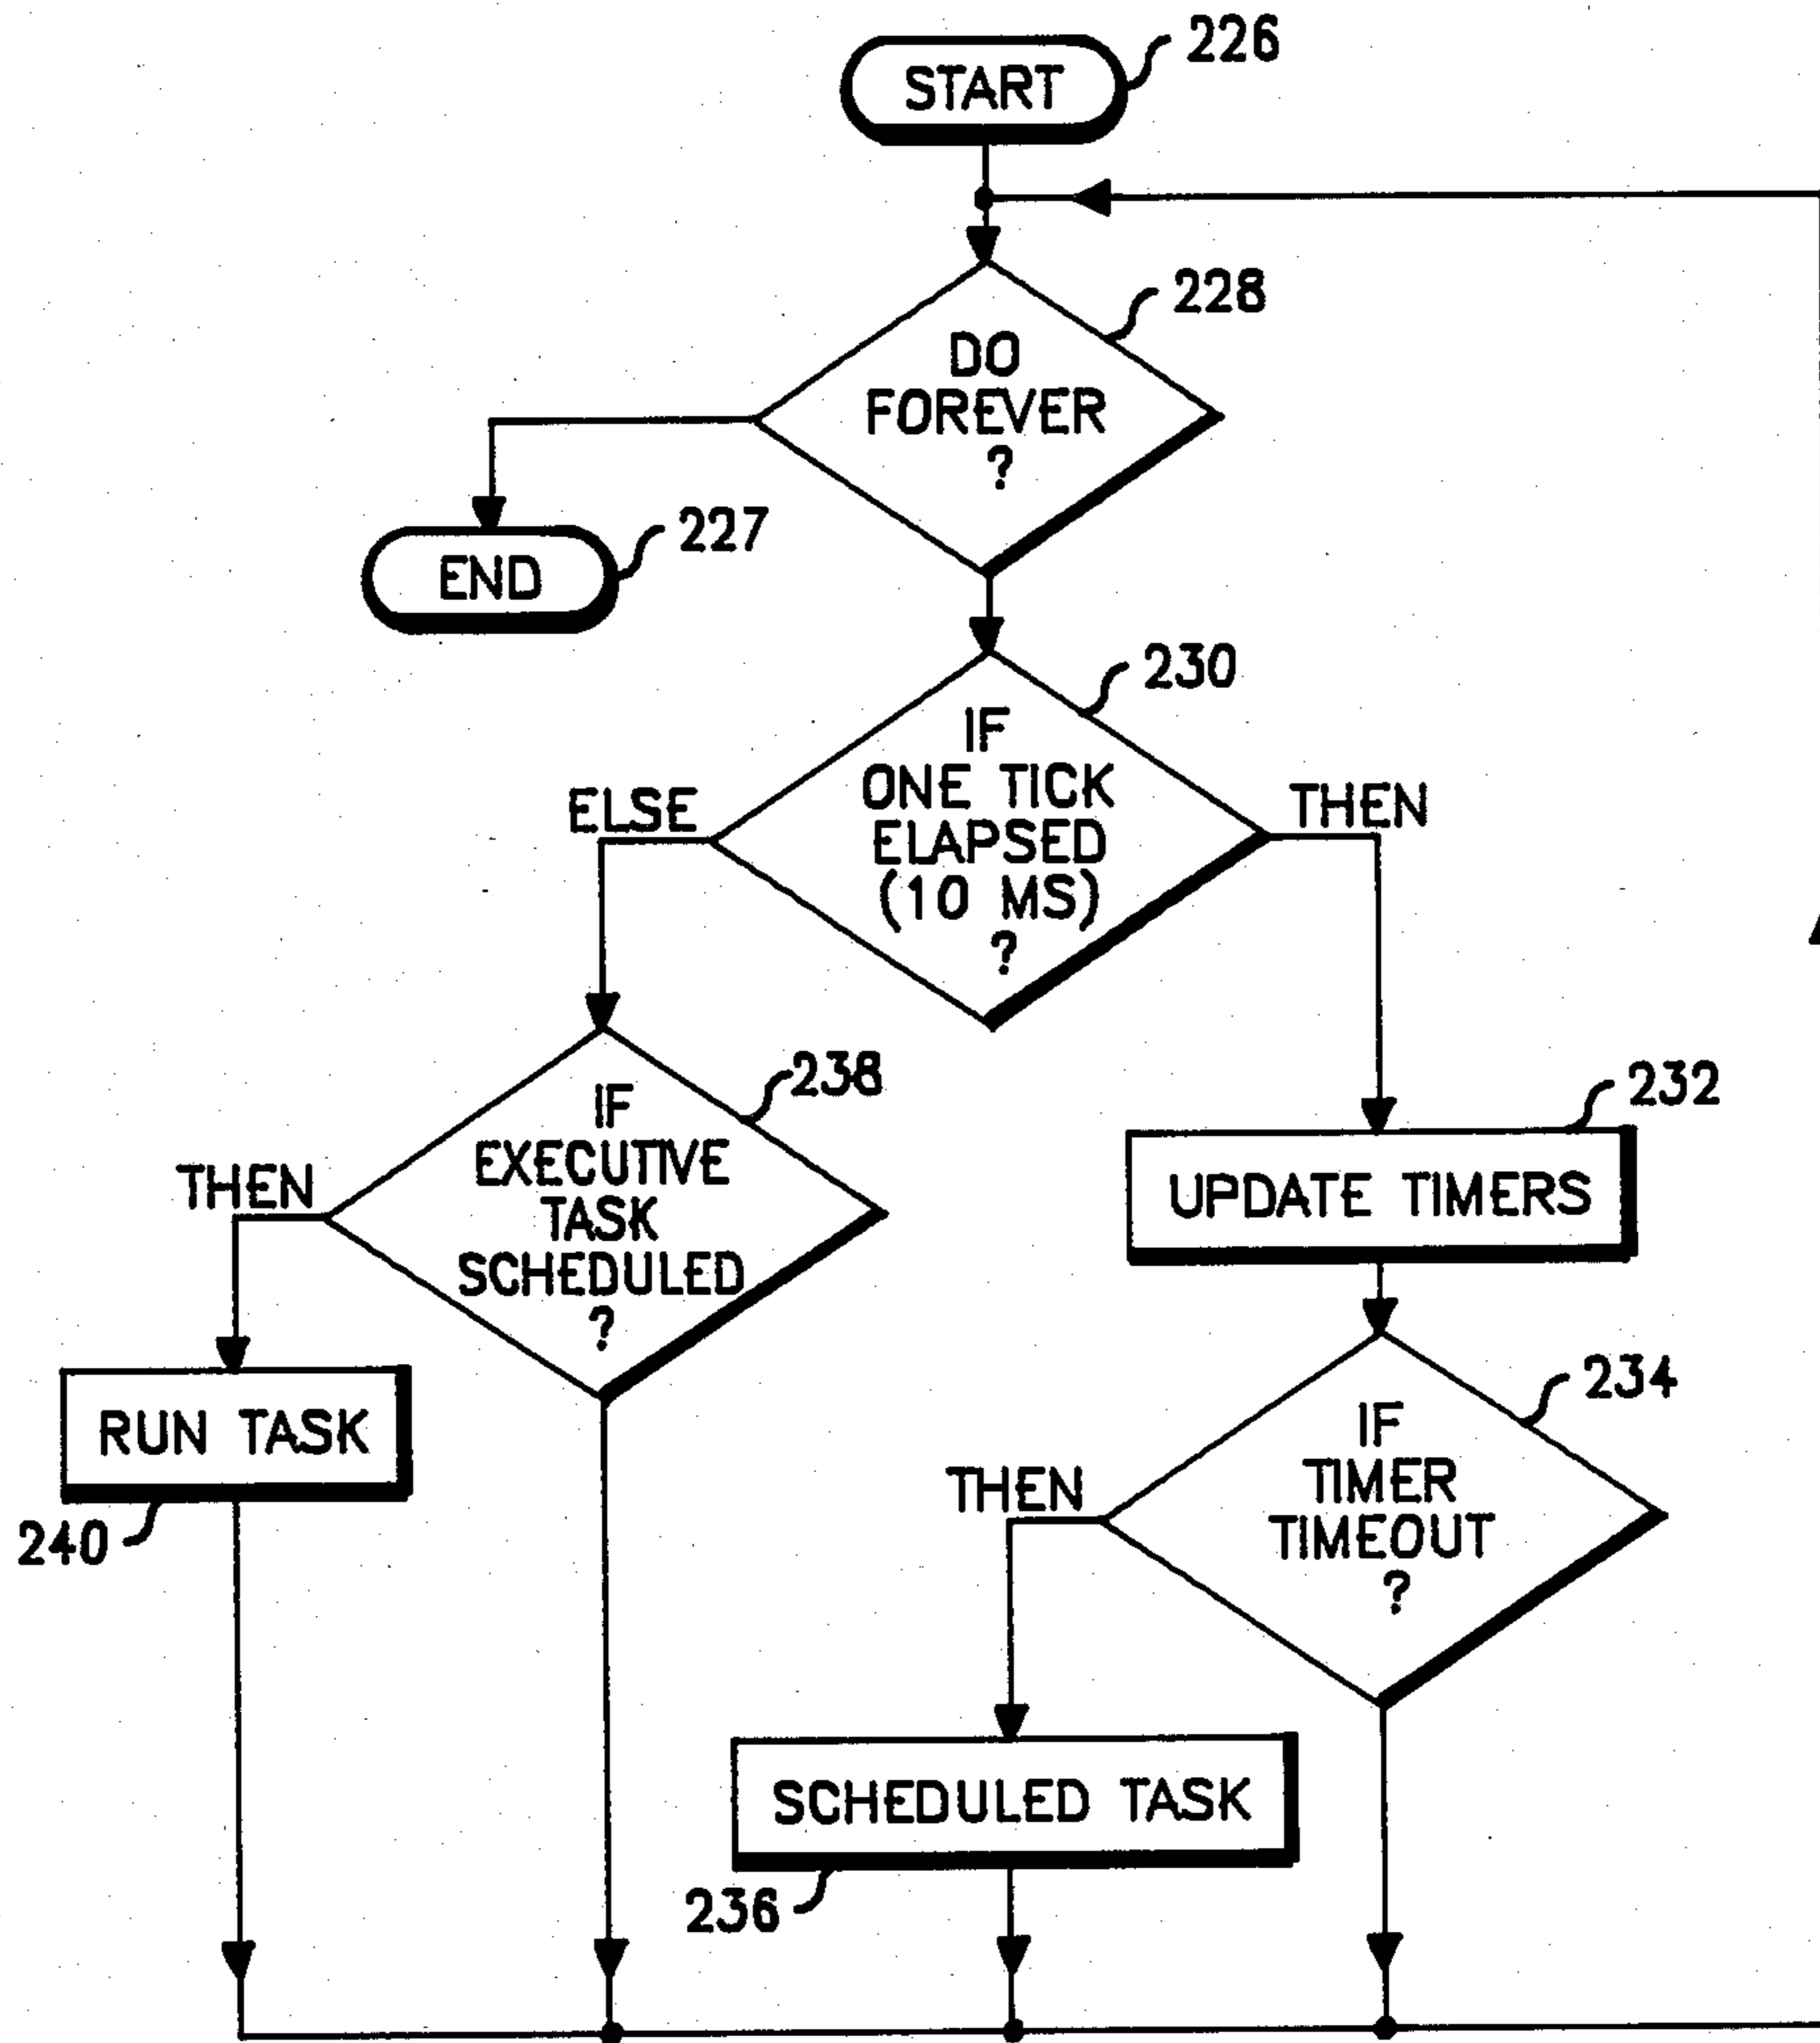 START
226
DO
FOREVER
?
228
END
227
IF
ONE TICK
ELAPSED
(10 MS)
?
230
ELSE
THEN
IF
EXECUTIVE
TASK
SCHEDULED
?
238
THEN
UPDATE TIMERS
232
RUN TASK
240
IF
TIMER
TIMEOUT
?
234
THEN
SCHEDULED TASK
236